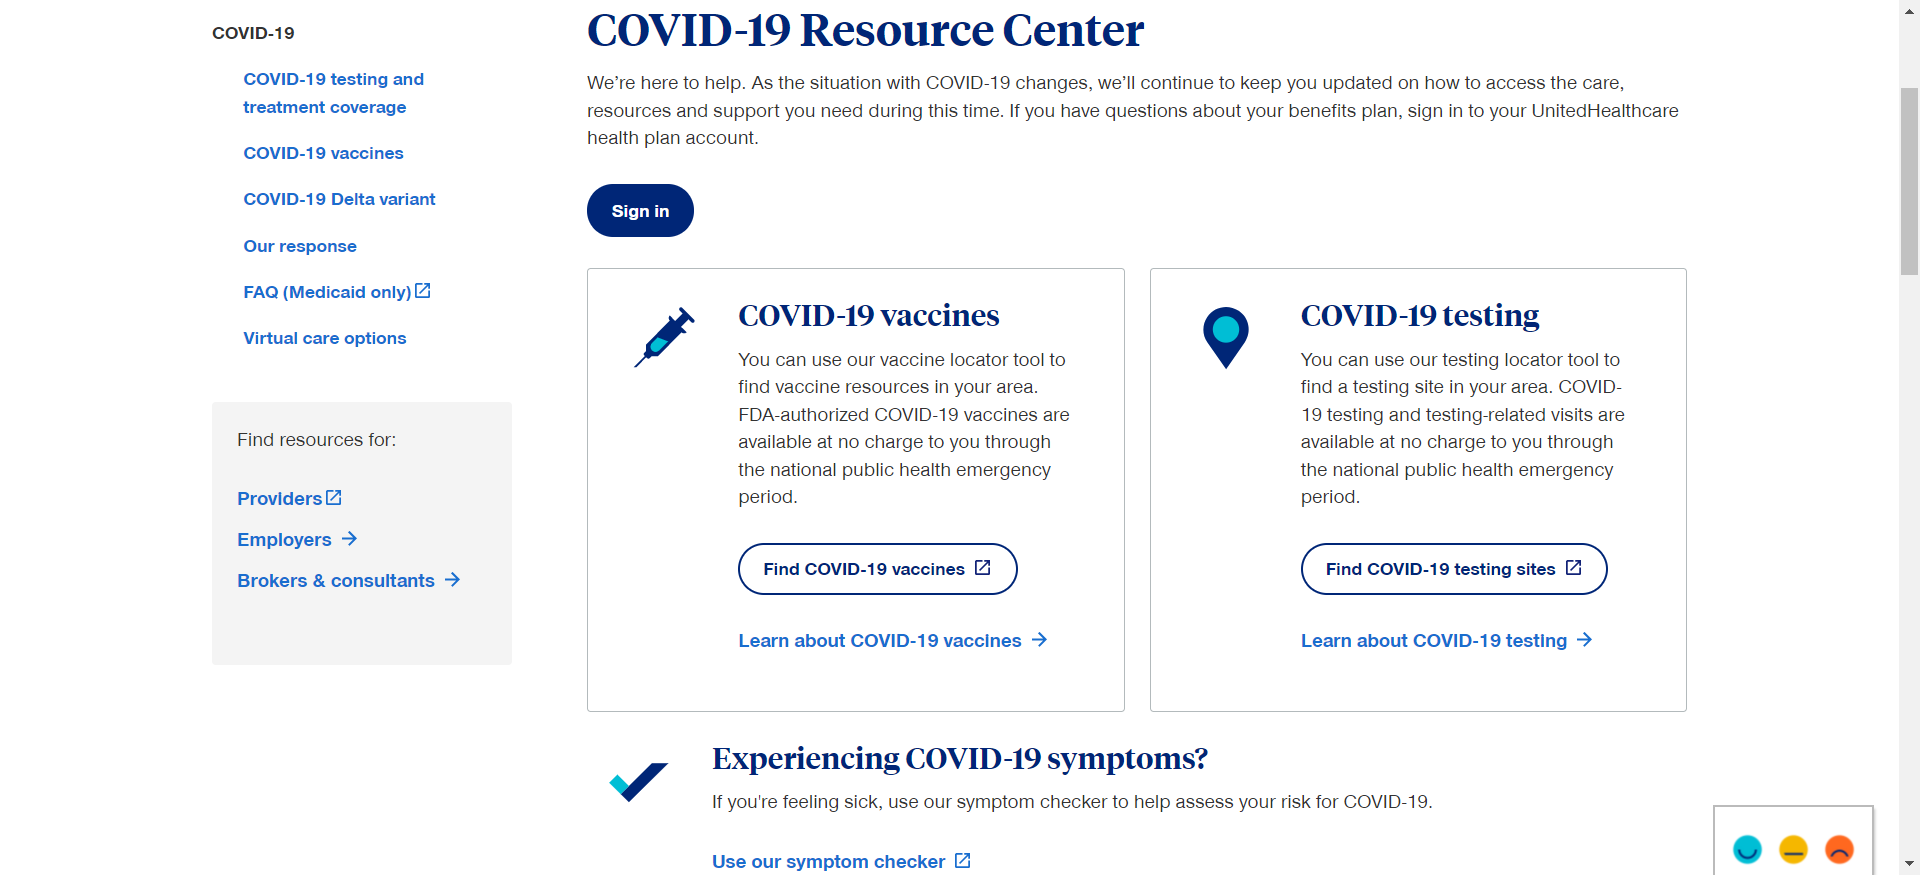 COVID-19
COVID-19 testing and
treatment coverage
COVID-19 vaccines
COVID-19 Delta variant
Our response
FAQ (Medicaid only)
Virtual care options
Find resources for:
Providers
Employers
Brokers & consultants
COVID-19 Resource Center
We’re here to help. As the situation with COVID-19 changes, we’ll continue to keep you updated on how to access the care,
resources and support you need during this time. If you have questions about your benefits plan, sign in to your UnitedHealthcare
health plan account.
Sign in
COVID-19 vaccines
You can use our vaccine locator tool to
find vaccine resources in your area.
FDA-authorized COVID-19 vaccines are
available at no charge to you through
the national public health emergency
period.
Find COVID-19 vaccines
Learn about COVID-19 vaccines
COVID-19 testing
You can use our testing locator tool to
find a testing site in your area. COVID-
19 testing and testing-related visits are
available at no charge to you through
the national public health emergency
period.
Find COVID-19 testing sites
Learn about COVID-19 testing
Experiencing COVID-19 symptoms?
If you're feeling sick, use our symptom checker to help assess your risk for COVID-19.
Use our symptom checker